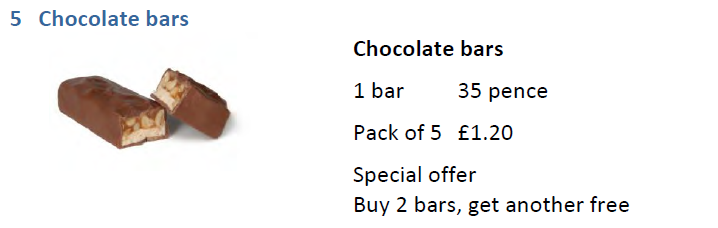 5 Chocolate bars
Chocolate bars
1 bar 35 pence
Pack of 5 £1.20
Special offer
Buy 2 bars, get another free